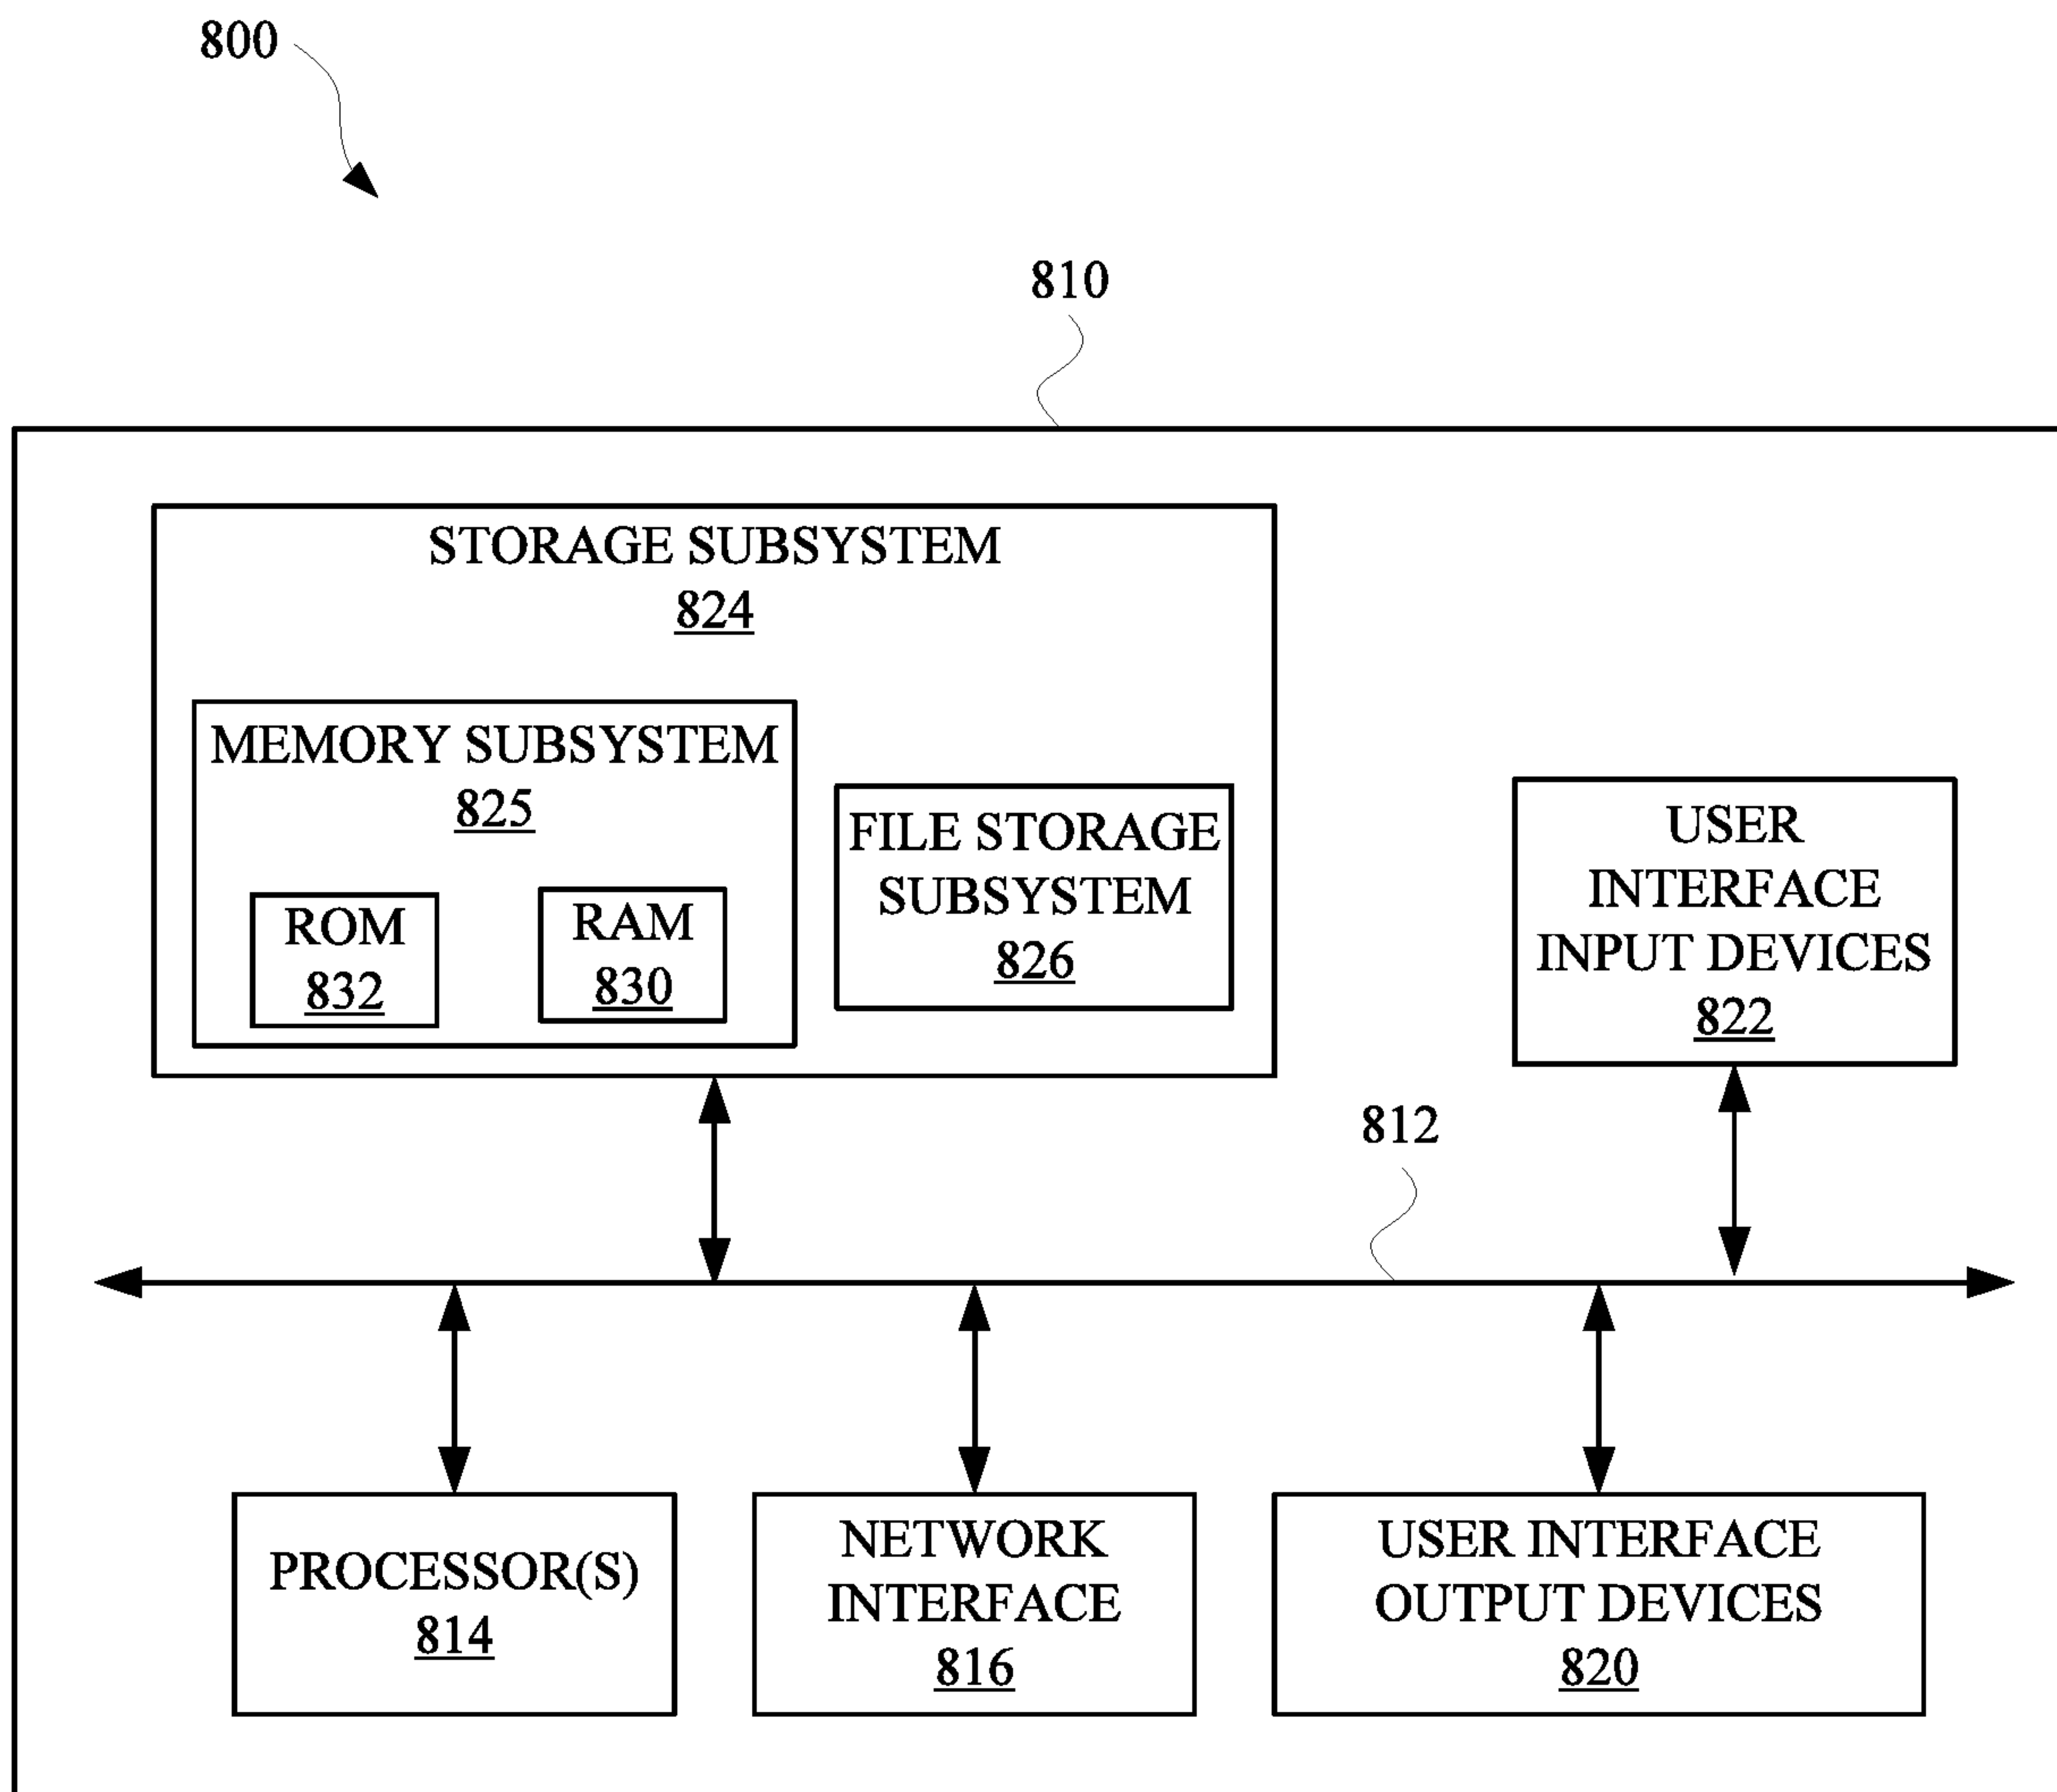 800
810
STORAGE SUBSYSTEM
824
MEMORY SUBSYSTEM
825
ROM
832
RAM
830
FILE STORAGE
SUBSYSTEM
826
USER
INTERFACE
INPUT DEVICES
822
812
PROCESSOR(S)
814
NETWORK
INTERFACE
816
USER INTERFACE
OUTPUT DEVICES
820